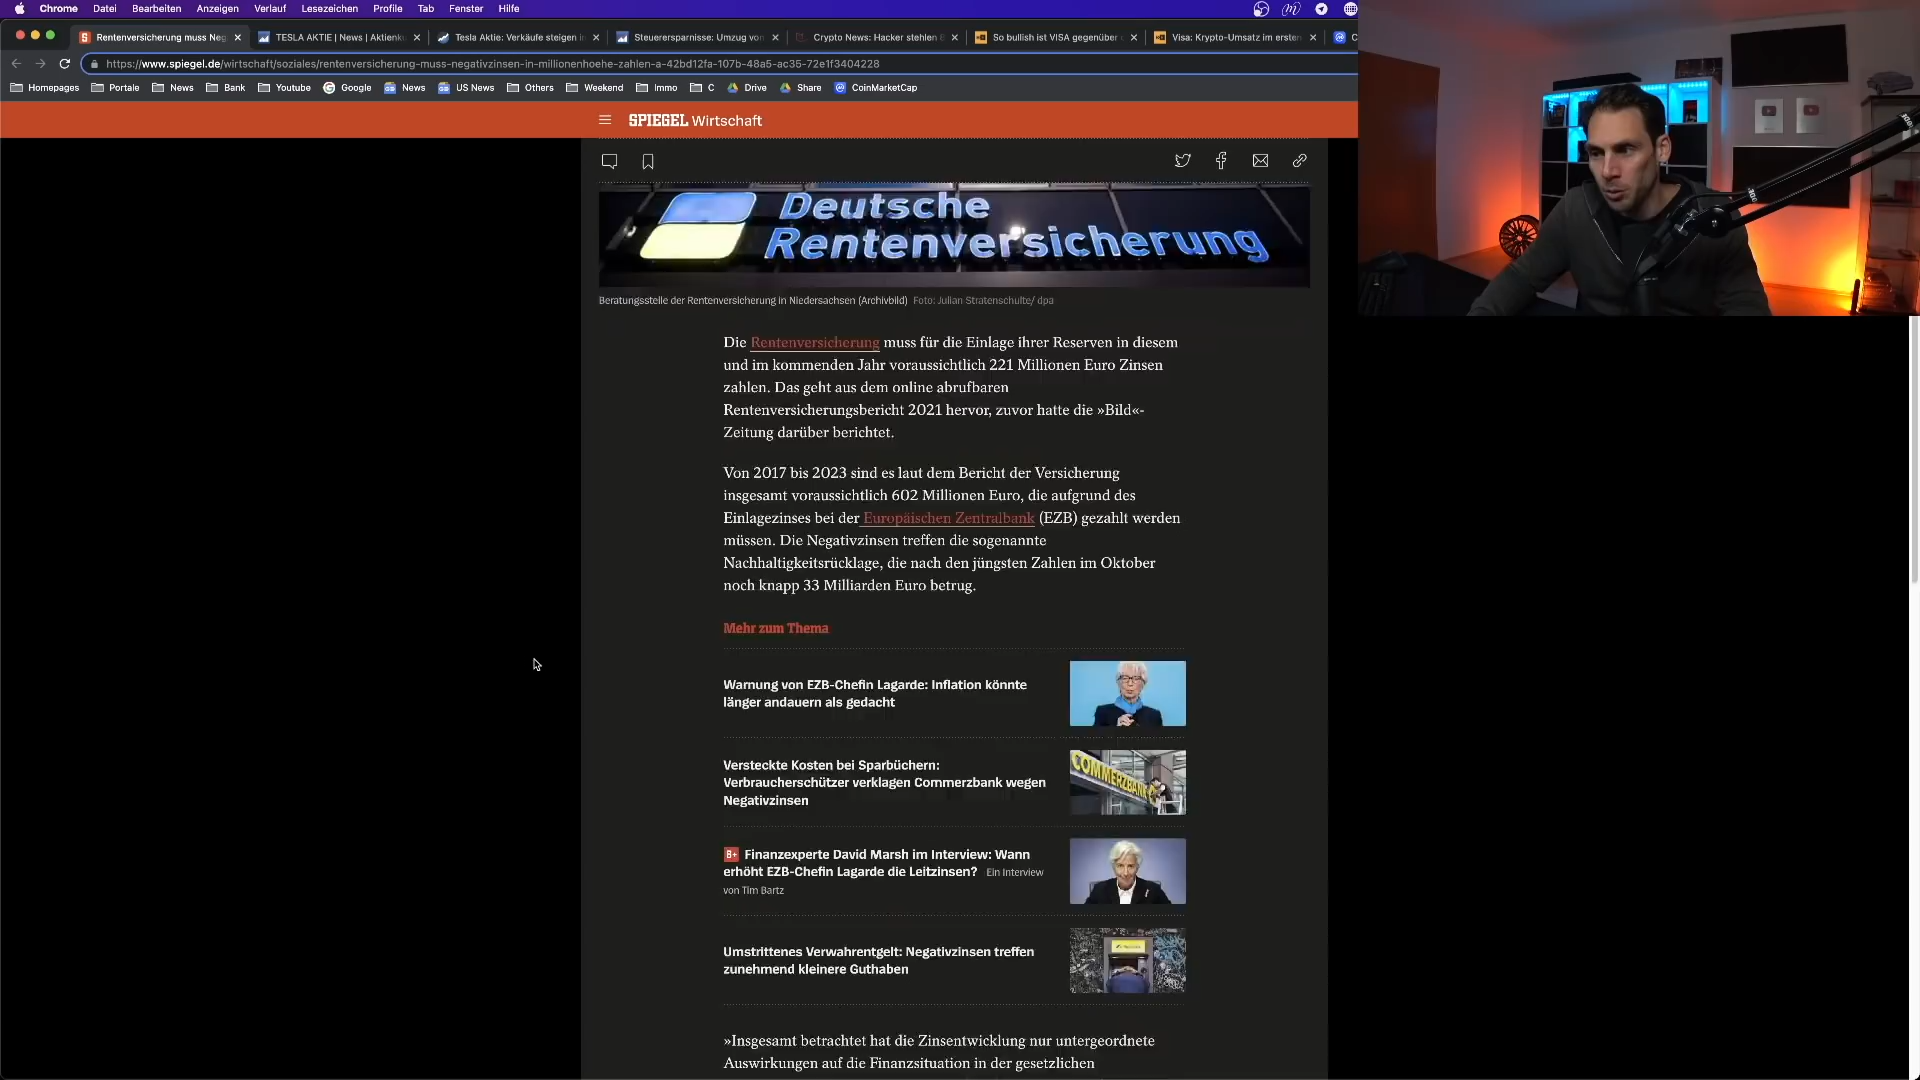 Chrome Datei Bearbeiten Anzeigen Verlauf Lesezeichen Profile Tab Fenster Hilfe
Rentenversicherung muss Neg
TESLA AKTIE | News | Aktienk
Tesla Aktie: Verkäufe steigen i
Steuerersparnisse: Umzug vo
Crypto News: Hacker stehlen
So bullish ist VISA gegenüber
Visa: Krypto-Umsatz im ersten
https://www.spiegel.de/wirtschaft/soziales/rentenversicherung-muss-negativzinsen-in-millionenhoehe-zahlen-a-42bd12fa-107b-48a5-ac35-72e1f3404228
Homepages Portale News Bank Youtube Google News US News Others Weekend Immo C Drive Share CoinMarketCap
SPIEGEL Wirtschaft
Deutsche
Rentenversicherung
Beratungsstelle der Rentenversicherung in Niedersachsen (Archivbild) Foto: Julian Stratenschulte/ dpa
Die Rentenversicherung muss für die Einlage ihrer Reserven in diesem
und im kommenden Jahr voraussichtlich 221 Millionen Euro Zinsen
zahlen. Das geht aus dem online abrufbaren
Rentenversicherungsbericht 2021 hervor, zuvor hatte die »Bild«-
Zeitung darüber berichtet.
Von 2017 bis 2023 sind es laut dem Bericht der Versicherung
insgesamt voraussichtlich 602 Millionen Euro, die aufgrund des
Einlagezinses bei der Europäischen Zentralbank (EZB) gezahlt werden
müssen. Die Negativzinsen treffen die sogenannte
Nachhaltigkeitsrücklage, die nach den jüngsten Zahlen im Oktober
noch knapp 33 Milliarden Euro betrug.
Mehr zum Thema
Warnung von EZB-Chefin Lagarde: Inflation könnte
länger andauern als gedacht
Versteckte Kosten bei Sparbüchern:
Verbraucherschützer verklagen Commerzbank wegen
Negativzinsen
COMMERZBANK
S+ Finanzexperte David Marsh im Interview: Wann
erhöht EZB-Chefin Lagarde die Leitzinsen? Ein Interview
von Tim Bartz
Umstrittenes Verwahrentgelt: Negativzinsen treffen
zunehmend kleinere Guthaben
»Insgesamt betrachtet hat die Zinsentwicklung nur untergeordnete
Auswirkungen auf die Finanzsituation in der gesetzlichen